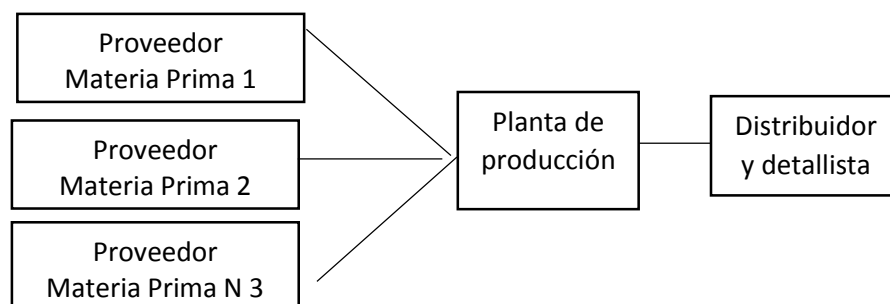 Proveedor
Materia Prima 1
Proveedor
Materia Prima 2
Proveedor
Materia Prima N 3
Planta de
producción
Distribuidor
y detallista